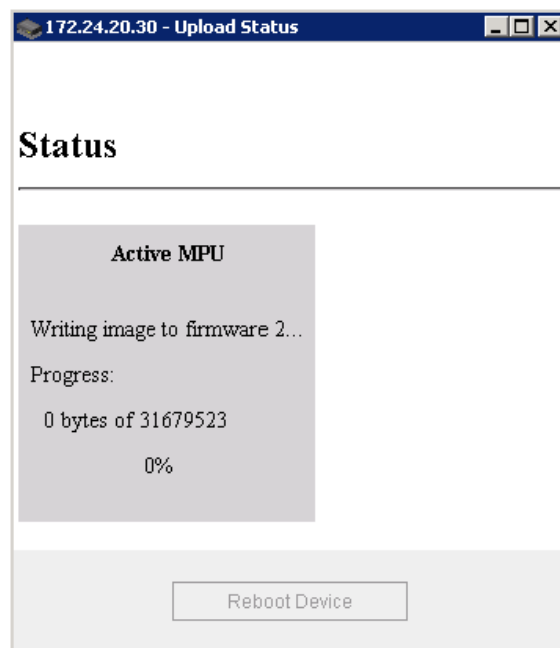 172.24.20.30 - Upload Status
Status
Active MPU
Writing image to firmware 2...
Progress:
0 bytes of 31679523
0%
Reboot Device